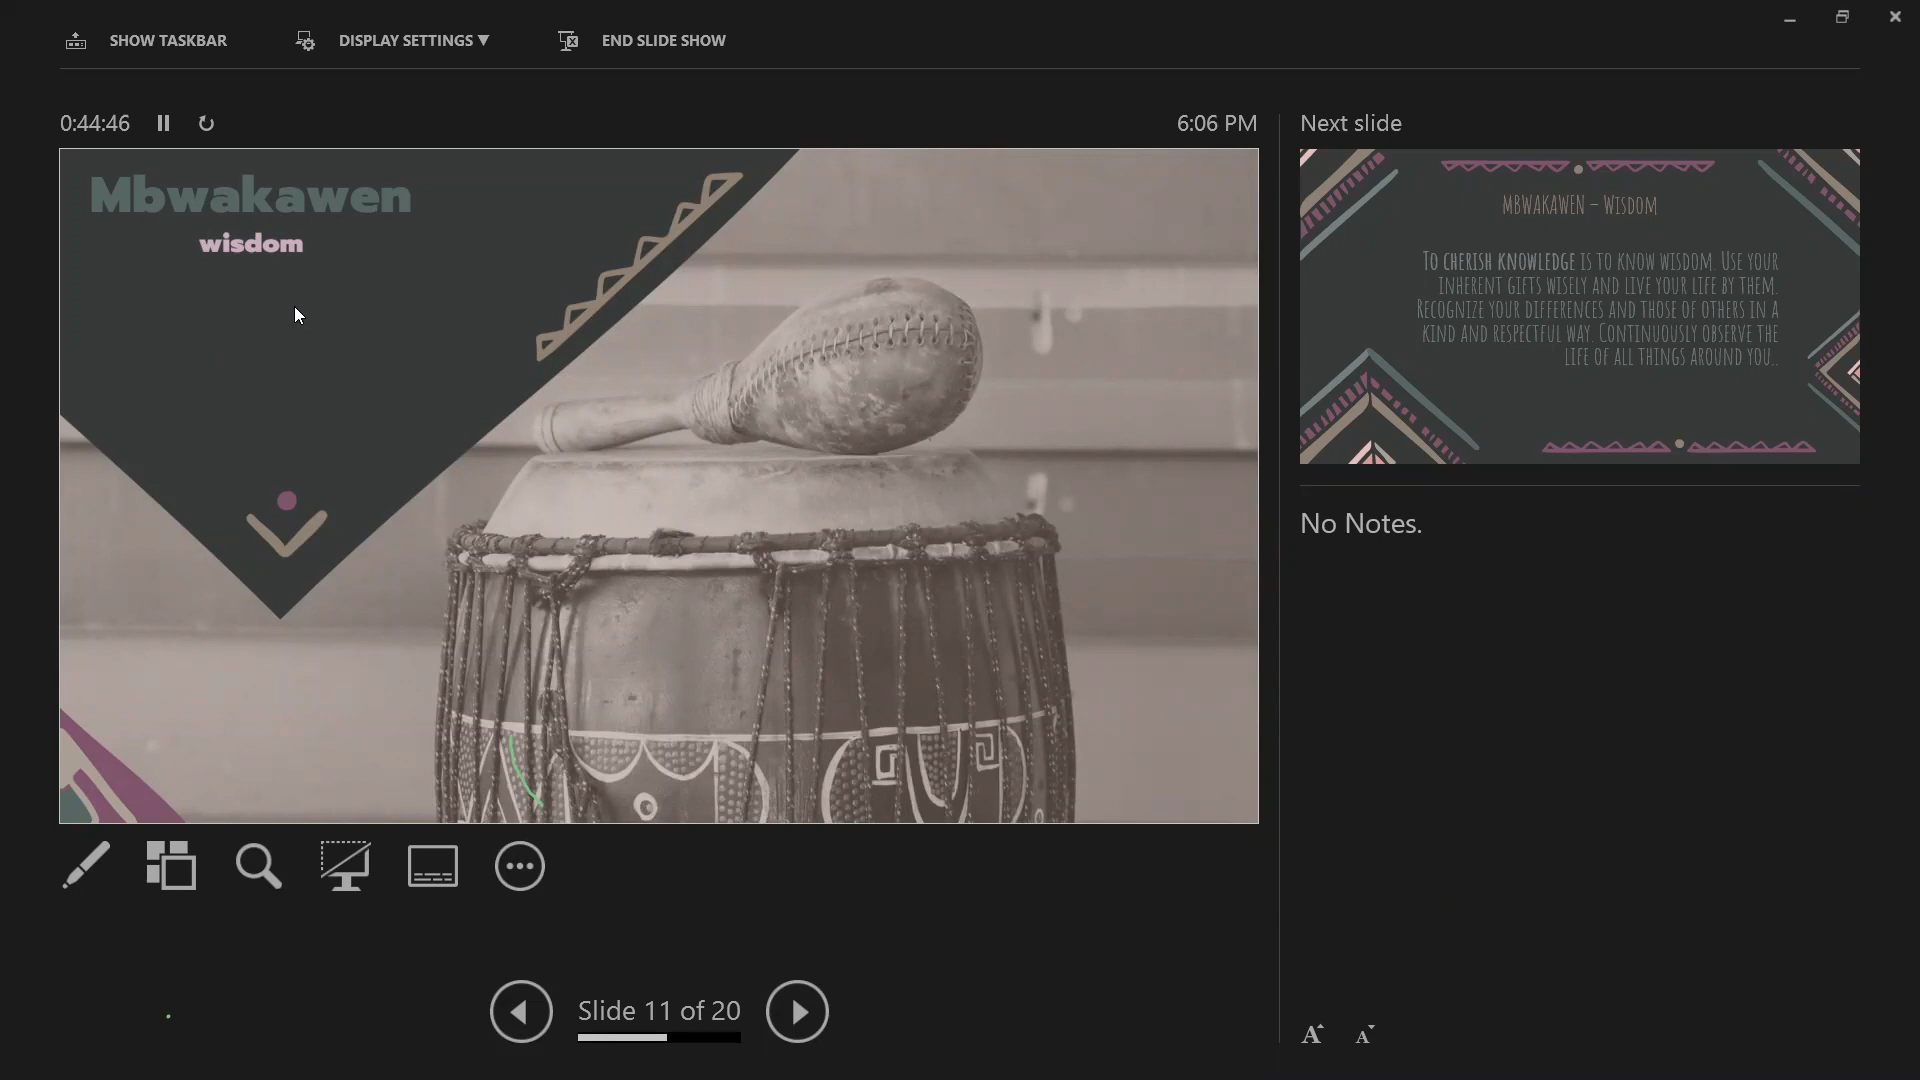 SHOW TASKBAR
DISPLAY SETTINGS ▼
END SLIDE SHOW
0:44:46
6:06 PM
Mbwakawen
wisdom
Slide 11 of 20
Next slide
MBWAKAWEN – WISDOM
TO CHERISH KNOWLEDGE IS TO KNOW WISDOM. USE YOUR
INHERENT GIFTS WISELY AND LIVE YOUR LIFE BY THEM.
RECOGNIZE YOUR DIFFERENCES AND THOSE OF OTHERS IN A
KIND AND RESPECTFUL WAY. CONTINUOUSLY OBSERVE THE
LIFE OF ALL THINGS AROUND YOU..
No Notes.
A A